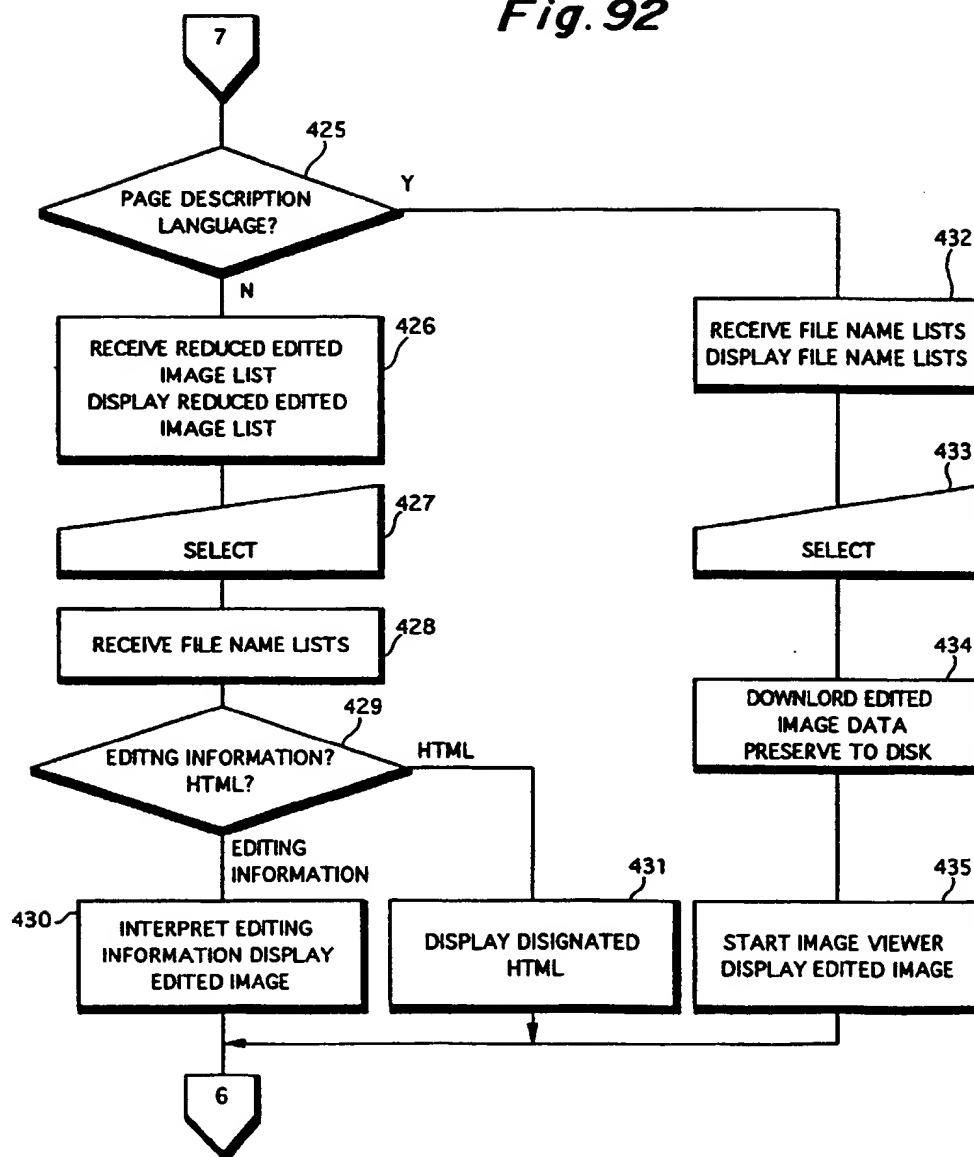 Fig. 92
7
425
PAGE DESCRIPTION
LANGUAGE?
Y
N
426
RECEIVE REDUCED EDITED
IMAGE LIST
DISPLAY REDUCED EDITED
IMAGE LIST
427
SELECT
428
RECEIVE FILE NAME LISTS
429
EDITNG INFORMATION?
HTML?
HTML
EDITING
INFORMATION
430
INTERPRET EDITING
INFORMATION DISPLAY
EDITED IMAGE
431
DISPLAY DISIGNATED
HTML
432
RECEIVE FILE NAME LISTS
DISPLAY FILE NAME LISTS
433
SELECT
434
DOWNLORD EDITED
IMAGE DATA
PRESERVE TO DISK
435
START IMAGE VIEWER
DISPLAY EDITED IMAGE
6